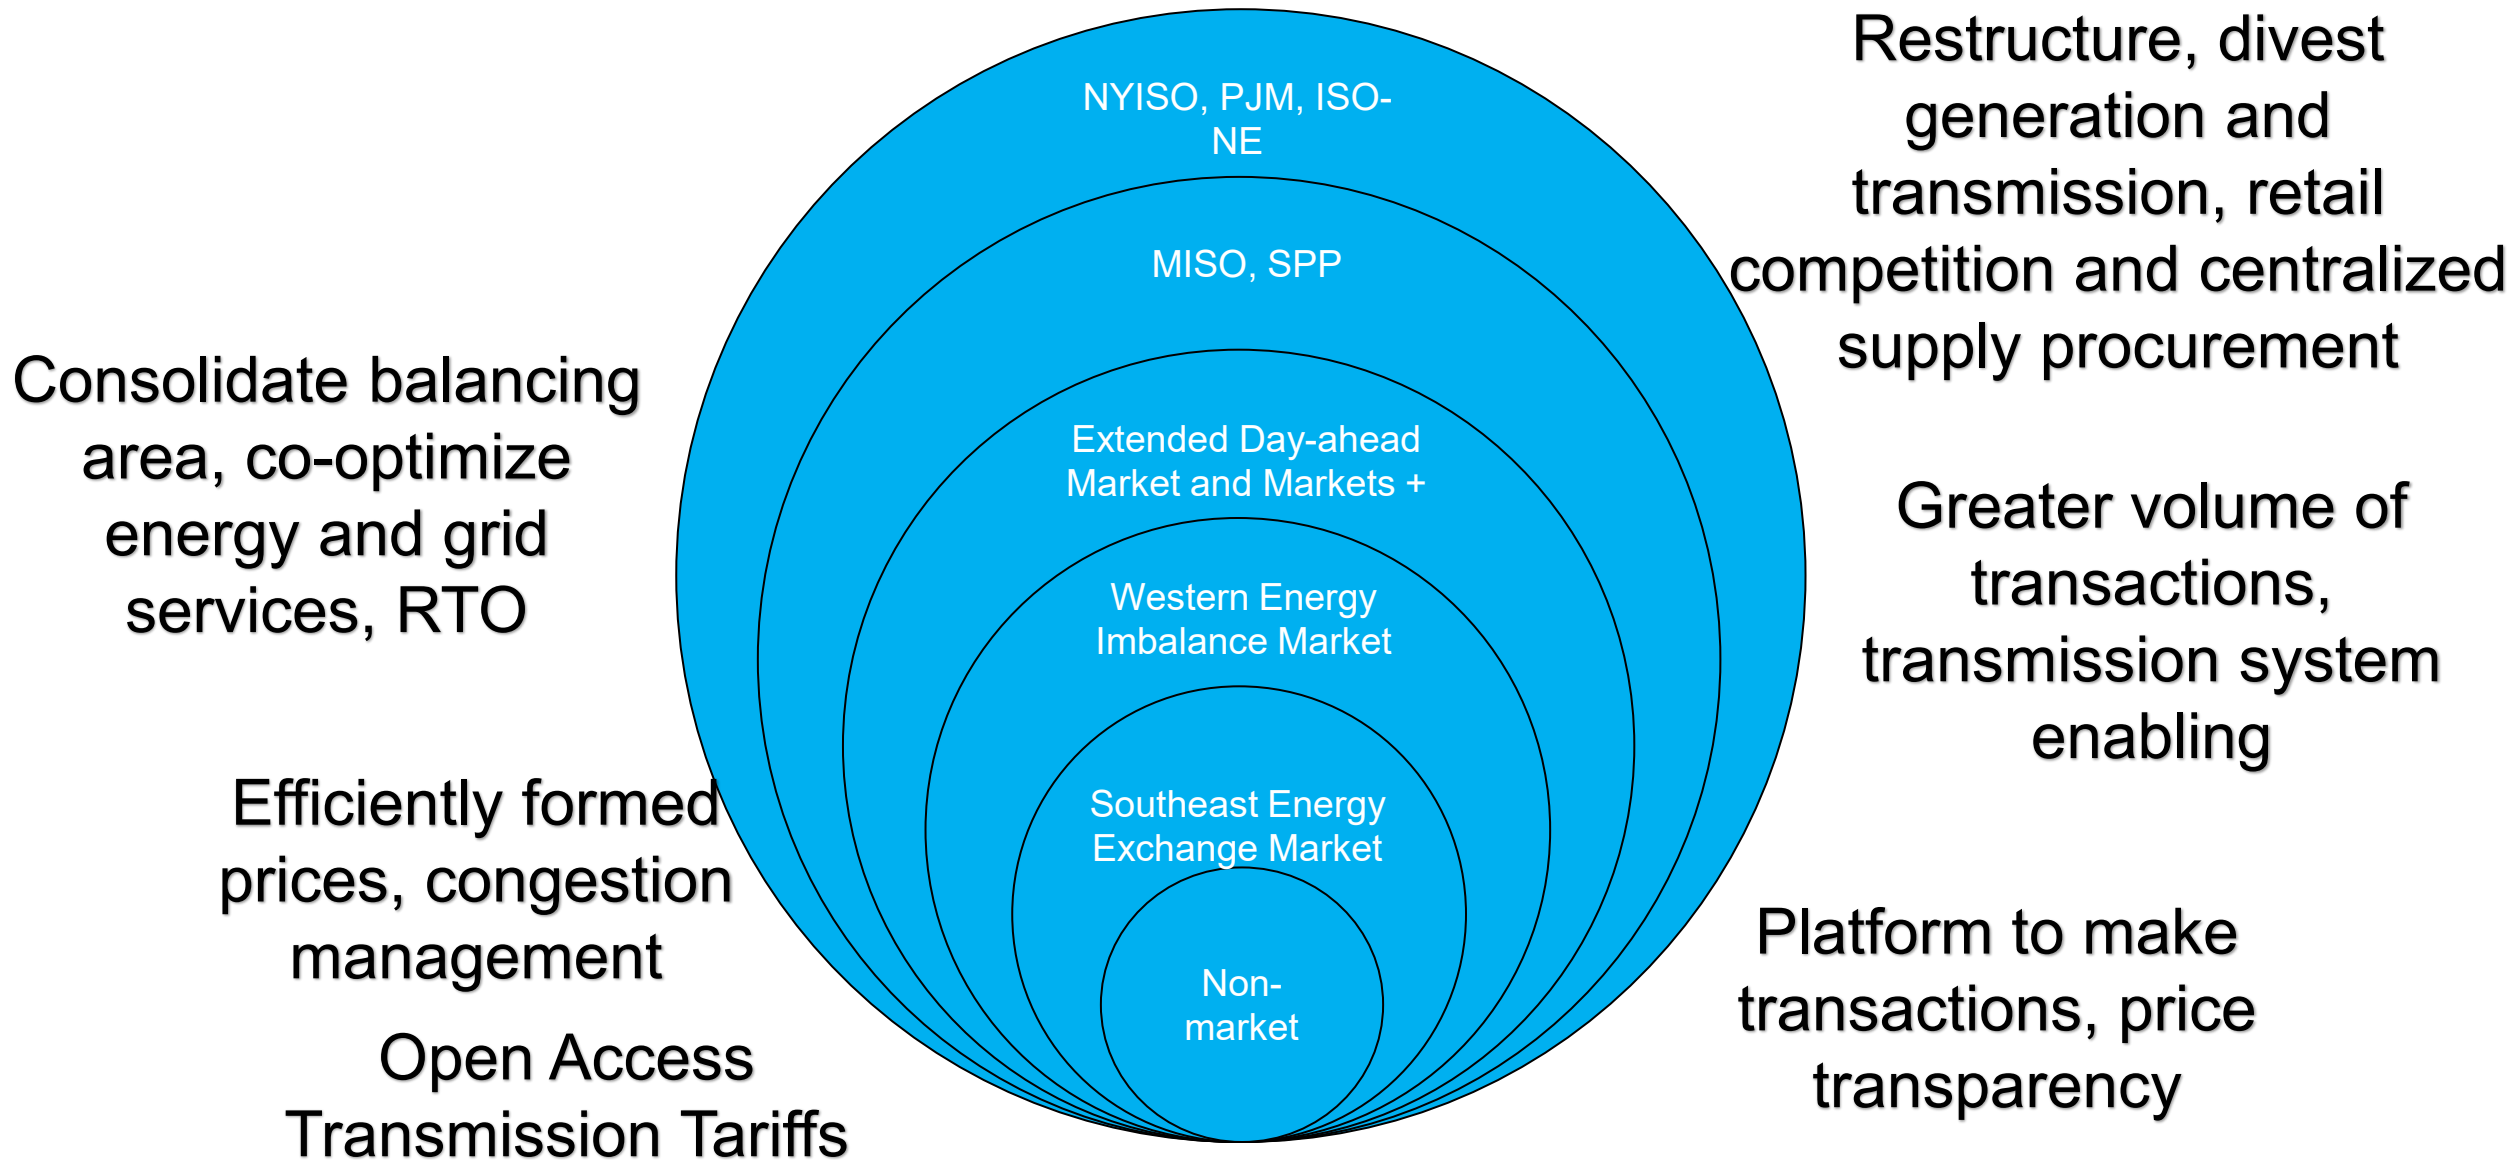 NYISO, PJM, ISO-
NE
MISO, SPP
Extended Day-ahead
Market and Markets +
Western Energy
Imbalance Market
Southeast Energy
Exchange Market
Non-
market
Consolidate balancing
area, co-optimize
energy and grid
services, RTO
Efficiently formed
prices, congestion
management
Open Access
Transmission Tariffs
Restructure, divest
generation and
transmission, retail
competition and centralized
supply procurement
Greater volume of
transactions,
transmission system
enabling
Platform to make
transactions, price
transparency